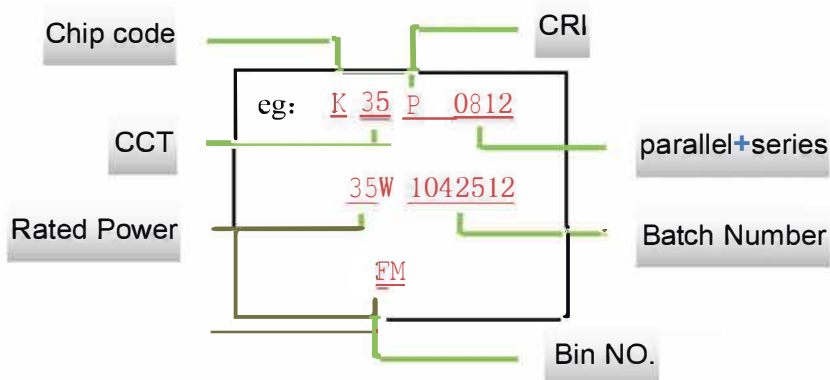 Chip code
CRI
eg: K 35 P 0812
CCT
parallel+series
35W 1042512
Rated Power
Batch Number
FM
Bin NO.